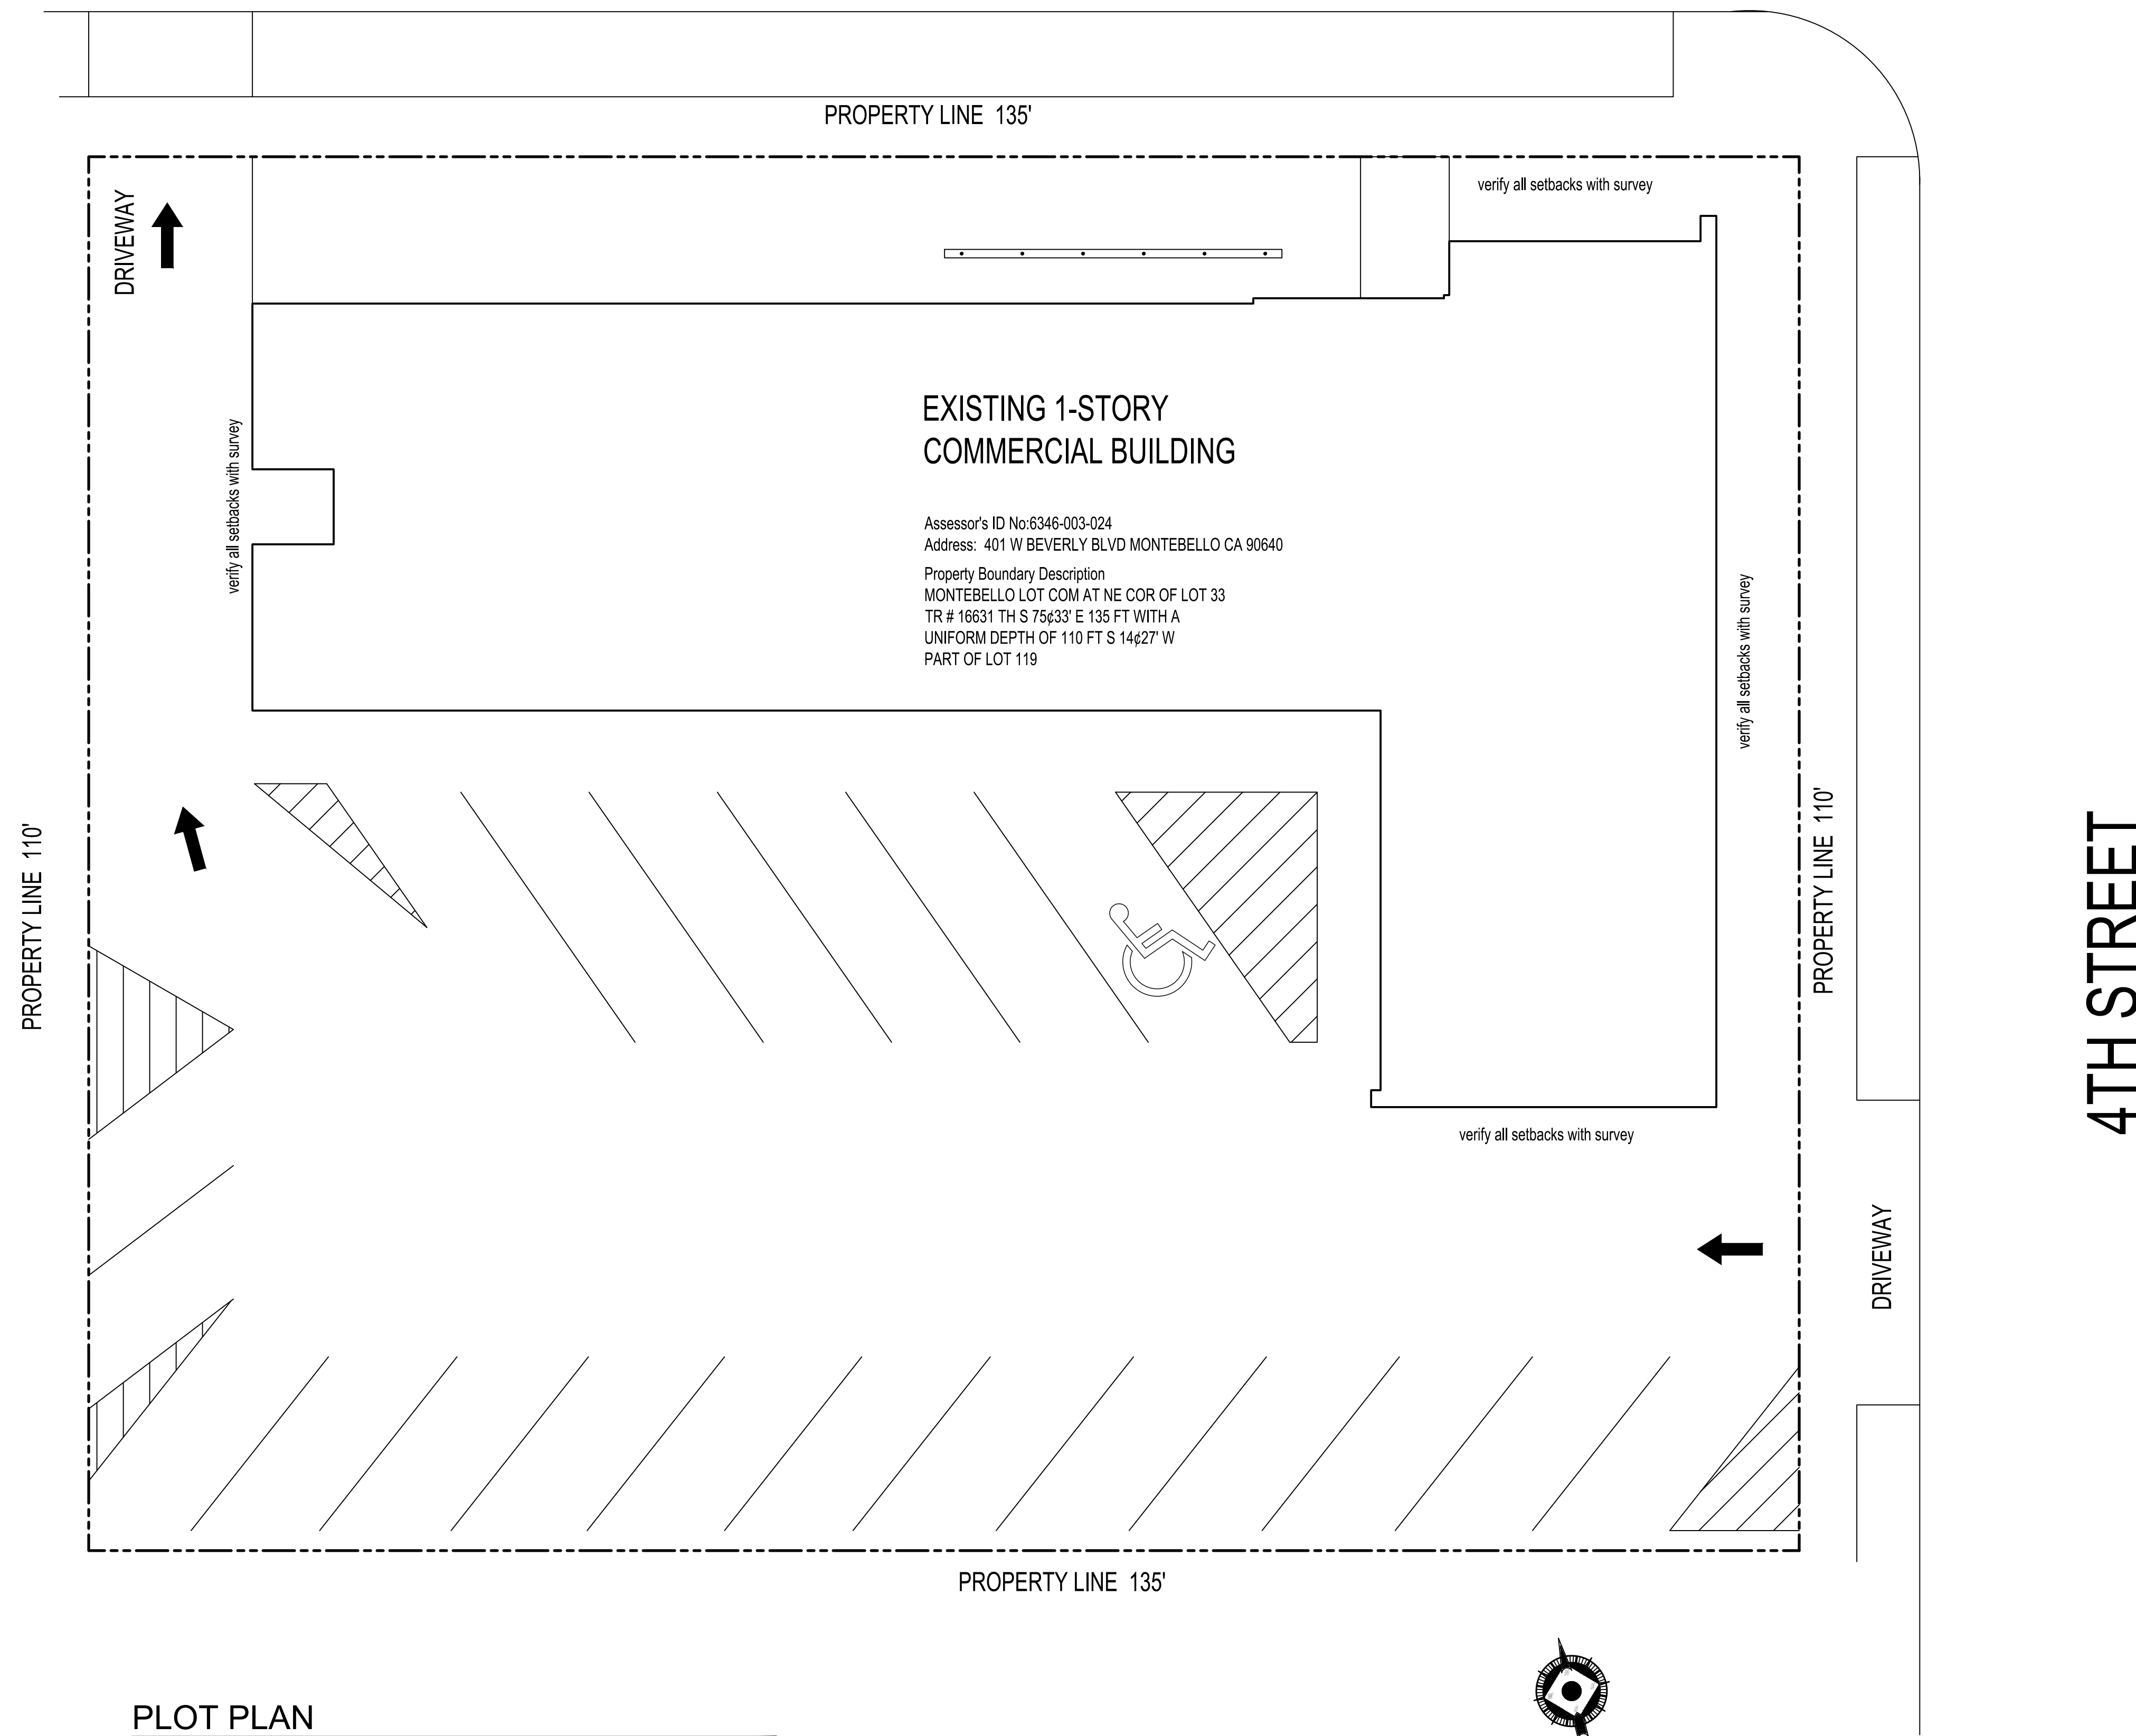 PROPERTY LINE  135'
verify all setbacks with survey
DRIVEWAY
EXISTING 1-STORY
COMMERCIAL BUILDING
verify all setbacks with survey
Assessor's ID No:6346-003-024
Address:  401 W BEVERLY BLVD MONTEBELLO CA 90640
Property Boundary Description
MONTEBELLO LOT COM AT NE COR OF LOT 33
TR # 16631 TH S 75¢33' E 135 FT WITH A
UNIFORM DEPTH OF 110 FT S 14¢27' W
PART OF LOT 119
verify all setbacks with survey
PROPERTY LINE  110'
PROPERTY LINE  110'
4TH STREET
verify all setbacks with survey
DRIVEWAY
PROPERTY LINE  135'
PLOT PLAN